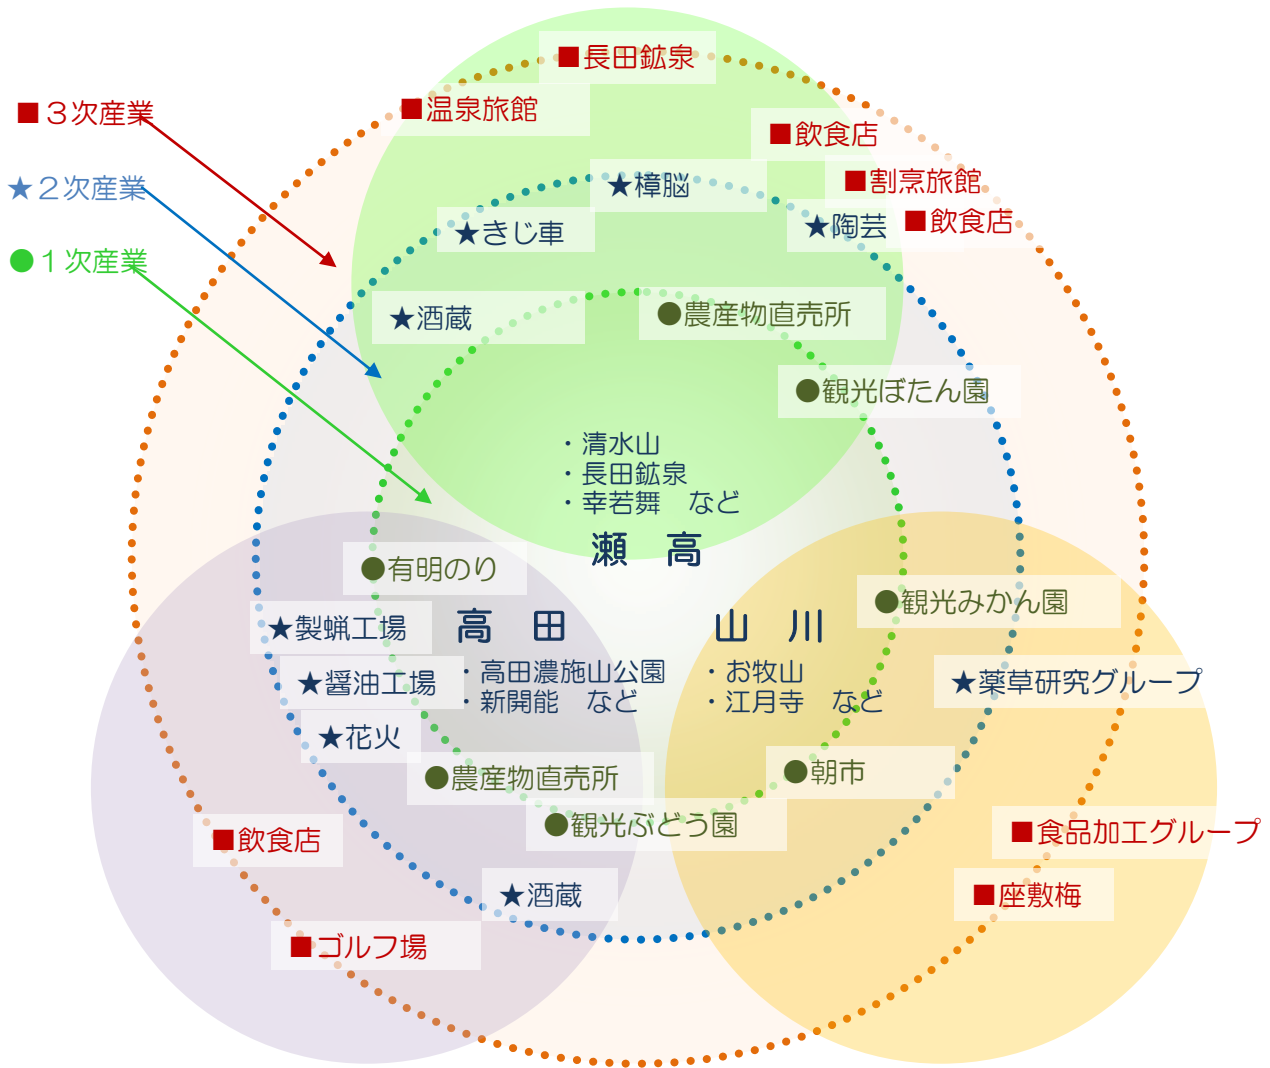 ■長田鉱泉
■温泉旅館
■３次産業
■飲食店
★２次産業
★樟脳
■割烹旅館
★きじ車
★陶芸
■飲食店
●１次産業
★酒蔵
●農産物直売所
●観光ぼたん園
・清水山
・長田鉱泉
・幸若舞　など
瀬　高
●有明のり
●観光みかん園
★製蝋工場
高　田
山　川
★醤油工場
・高田濃施山公園
・新開能　など
・お牧山
・江月寺　など
★薬草研究グループ
★花火
●農産物直売所
●朝市
●観光ぶどう園
■飲食店
■食品加工グループ
★酒蔵
■座敷梅
■ゴルフ場